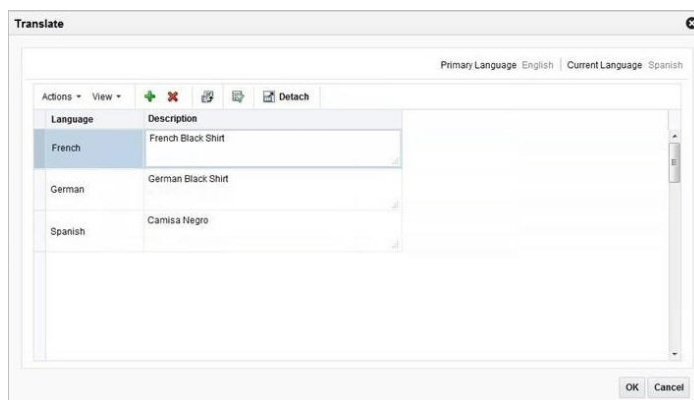 Translate
Primary Language English | Current Language Spanish
Actions View Detach
Language Description
French French Black Shirt
German German Black Shirt
Spanish Camisa Negro
OK Cancel